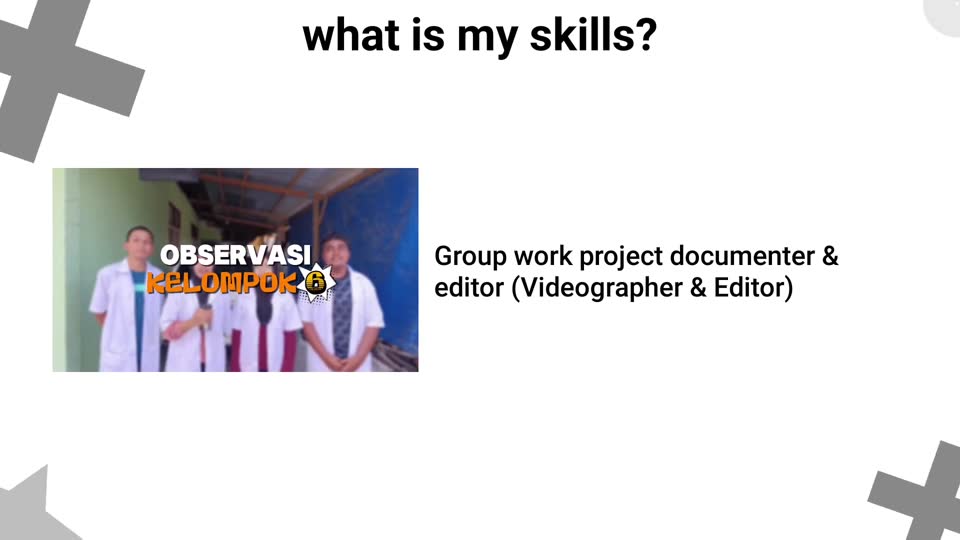 what is my skills?
OBSERVASI
KELOMPOK 6
Group work project documenter &
editor (Videographer & Editor)